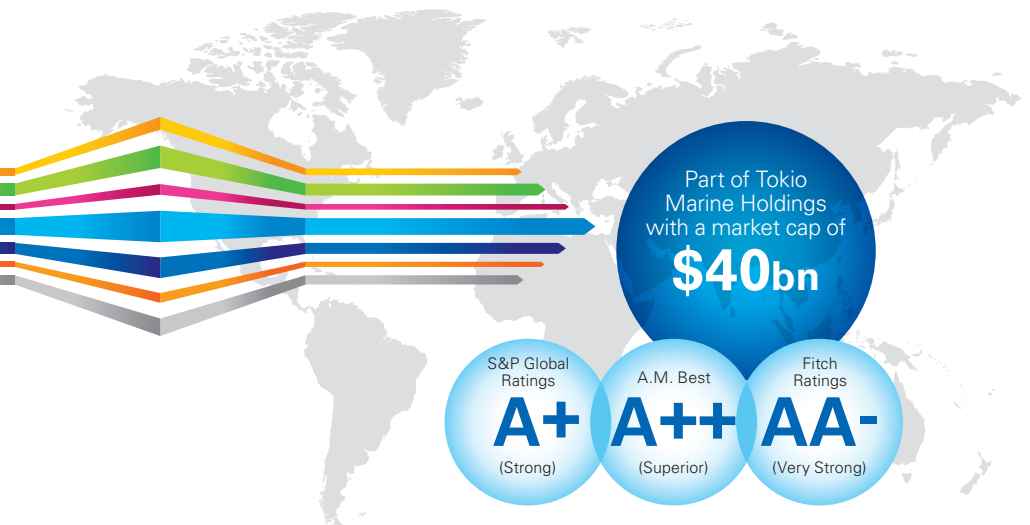 Part of Tokio
Marine Holdings
with a market cap of
$40bn
S&P Global
Ratings
A+
(Strong)
A.M. Best
A++
(Superior)
Fitch
Ratings
AA-
(Very Strong)